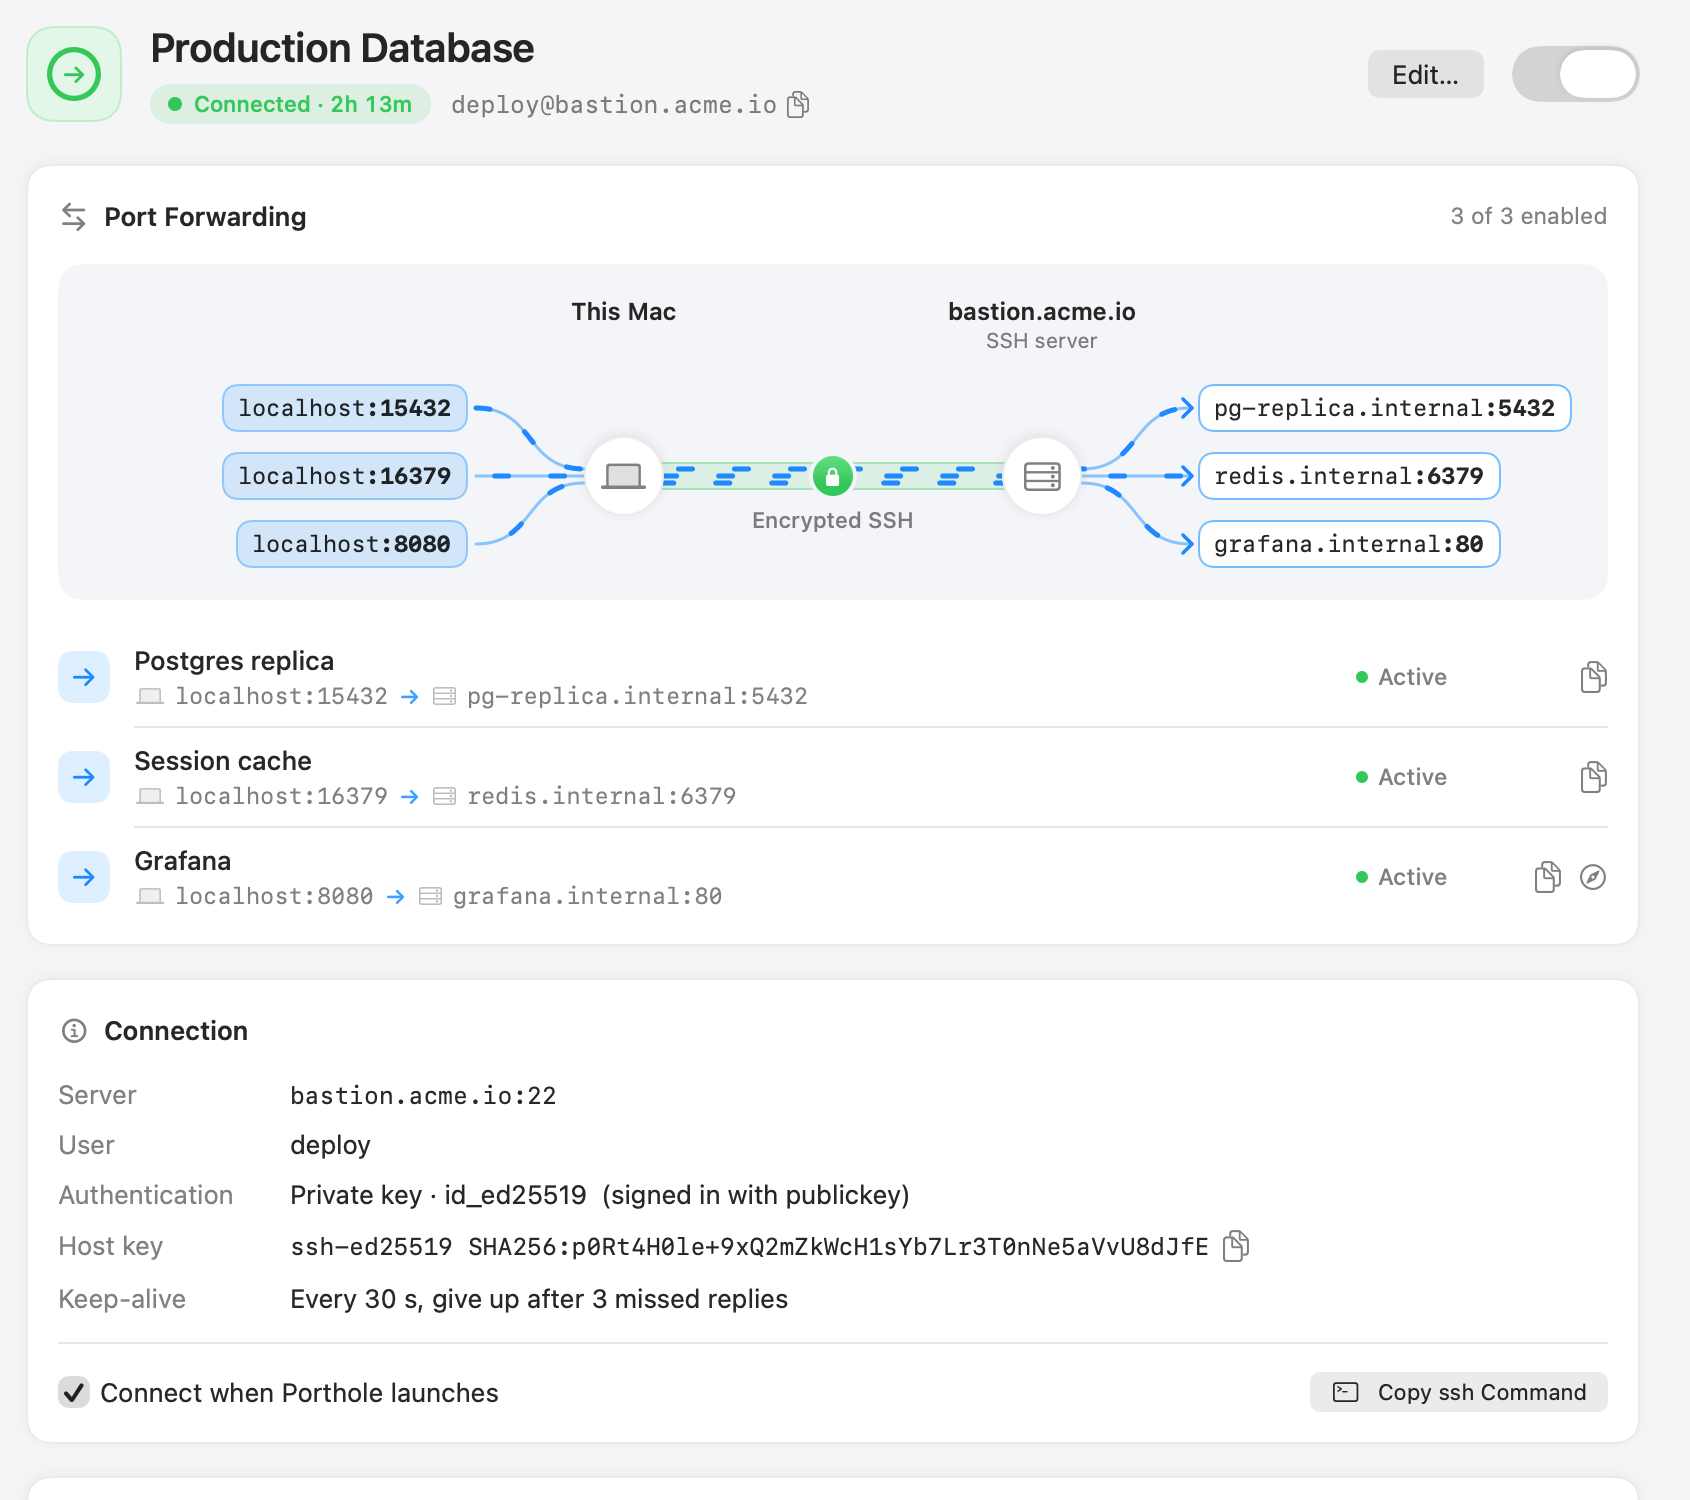 Production Database
Connected · 2h 13m
deploy@bastion.acme.io
Edit...
Port Forwarding
3 of 3 enabled
This Mac
bastion.acme.io
SSH server
localhost:15432
pg-replica.internal:5432
localhost:16379
redis.internal:6379
Encrypted SSH
localhost:8080
grafana.internal:80
Postgres replica
localhost:15432 → pg-replica.internal:5432
Active
Session cache
localhost:16379 → redis.internal:6379
Active
Grafana
localhost:8080 → grafana.internal:80
Active
Connection
Server bastion.acme.io:22
User deploy
Authentication Private key · id_ed25519 (signed in with publickey)
Host key ssh-ed25519 SHA256:p0Rt4H0le+9xQ2mZkWcH1sYb7Lr3T0nNe5aVvU8dJfE
Keep-alive Every 30 s, give up after 3 missed replies
Connect when Porthole launches
Copy ssh Command